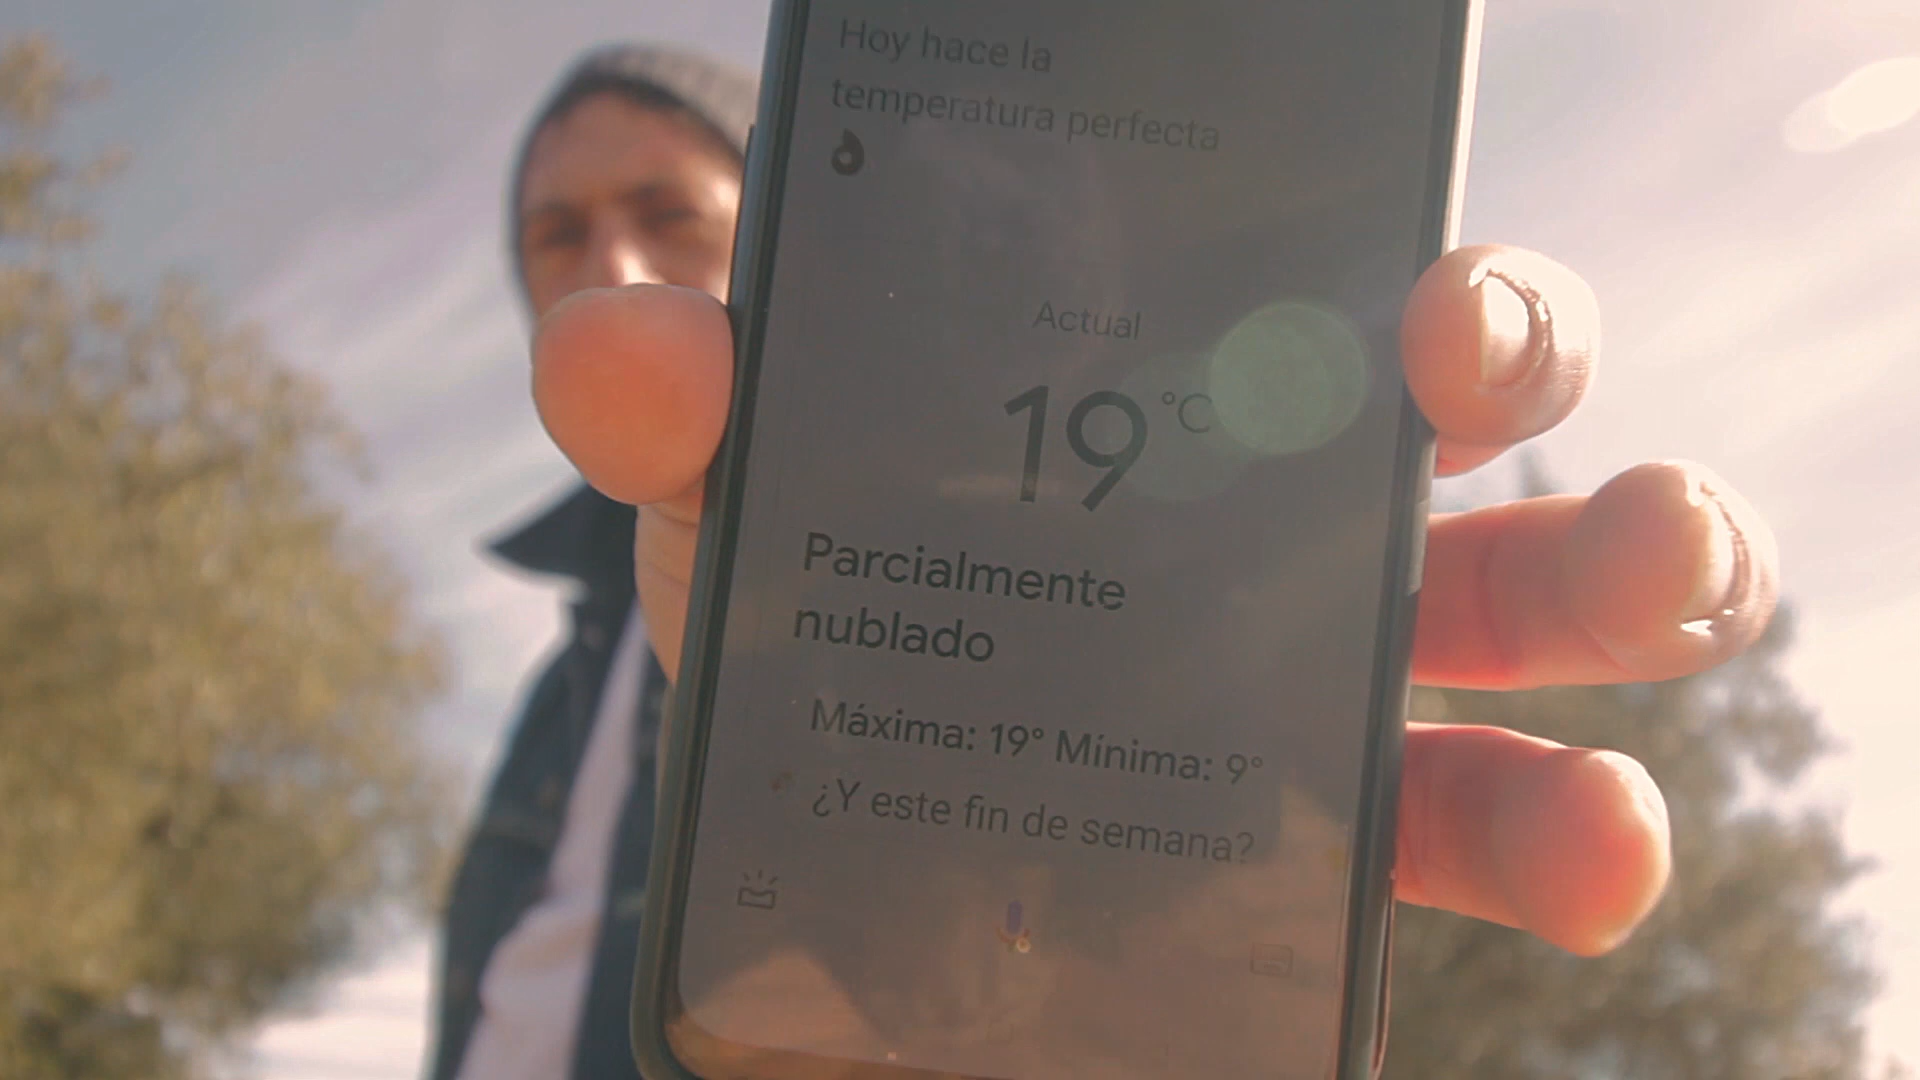 Hoy hace la
temperatura perfecta
👌
Actual
19 °C
Parcialmente
nublado
Máxima: 19° Mínima: 9°
¿Y este fin de semana?